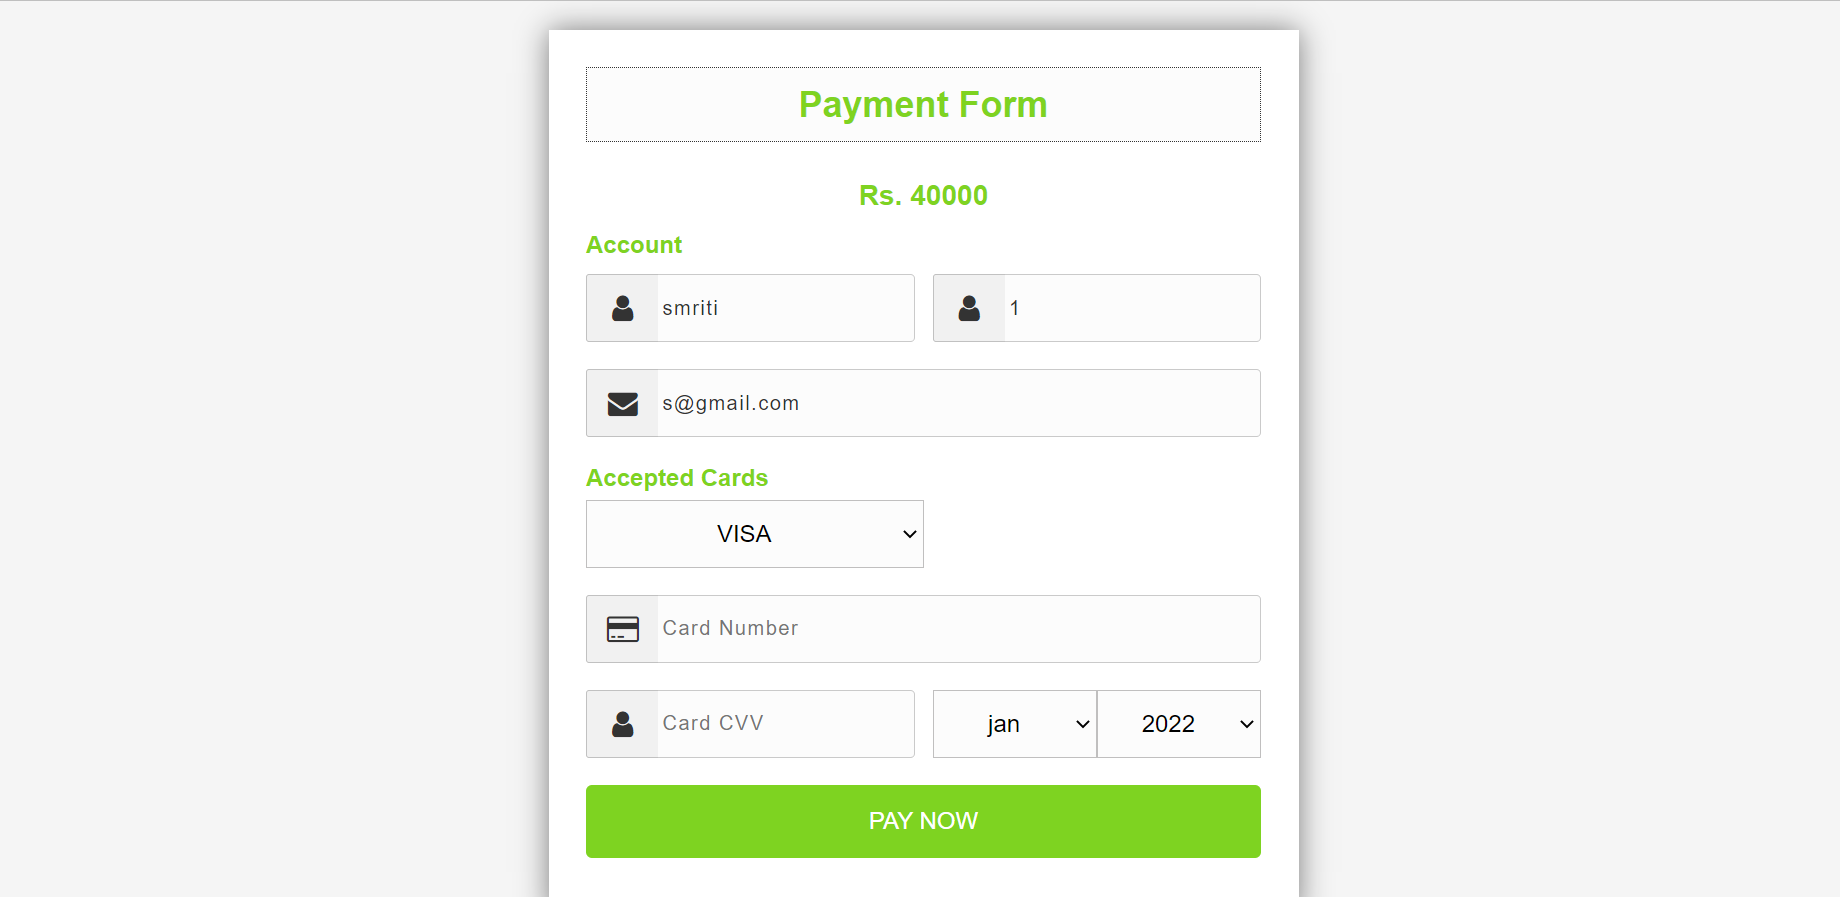 Payment Form
Rs. 40000
Account
smriti 1
s@gmail.com
Accepted Cards
VISA
Card Number
Card CVV jan 2022
PAY NOW